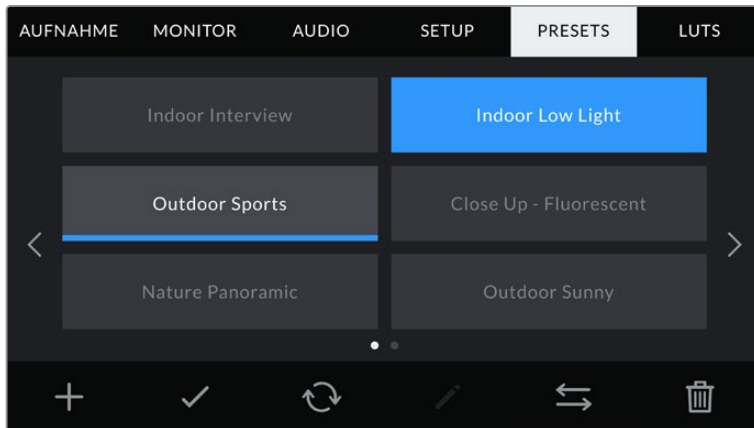 AUFNAHME MONITOR AUDIO SETUP PRESETS LUTS
Indoor Interview Indoor Low Light
Outdoor Sports Close Up - Fluorescent
Nature Panoramic Outdoor Sunny